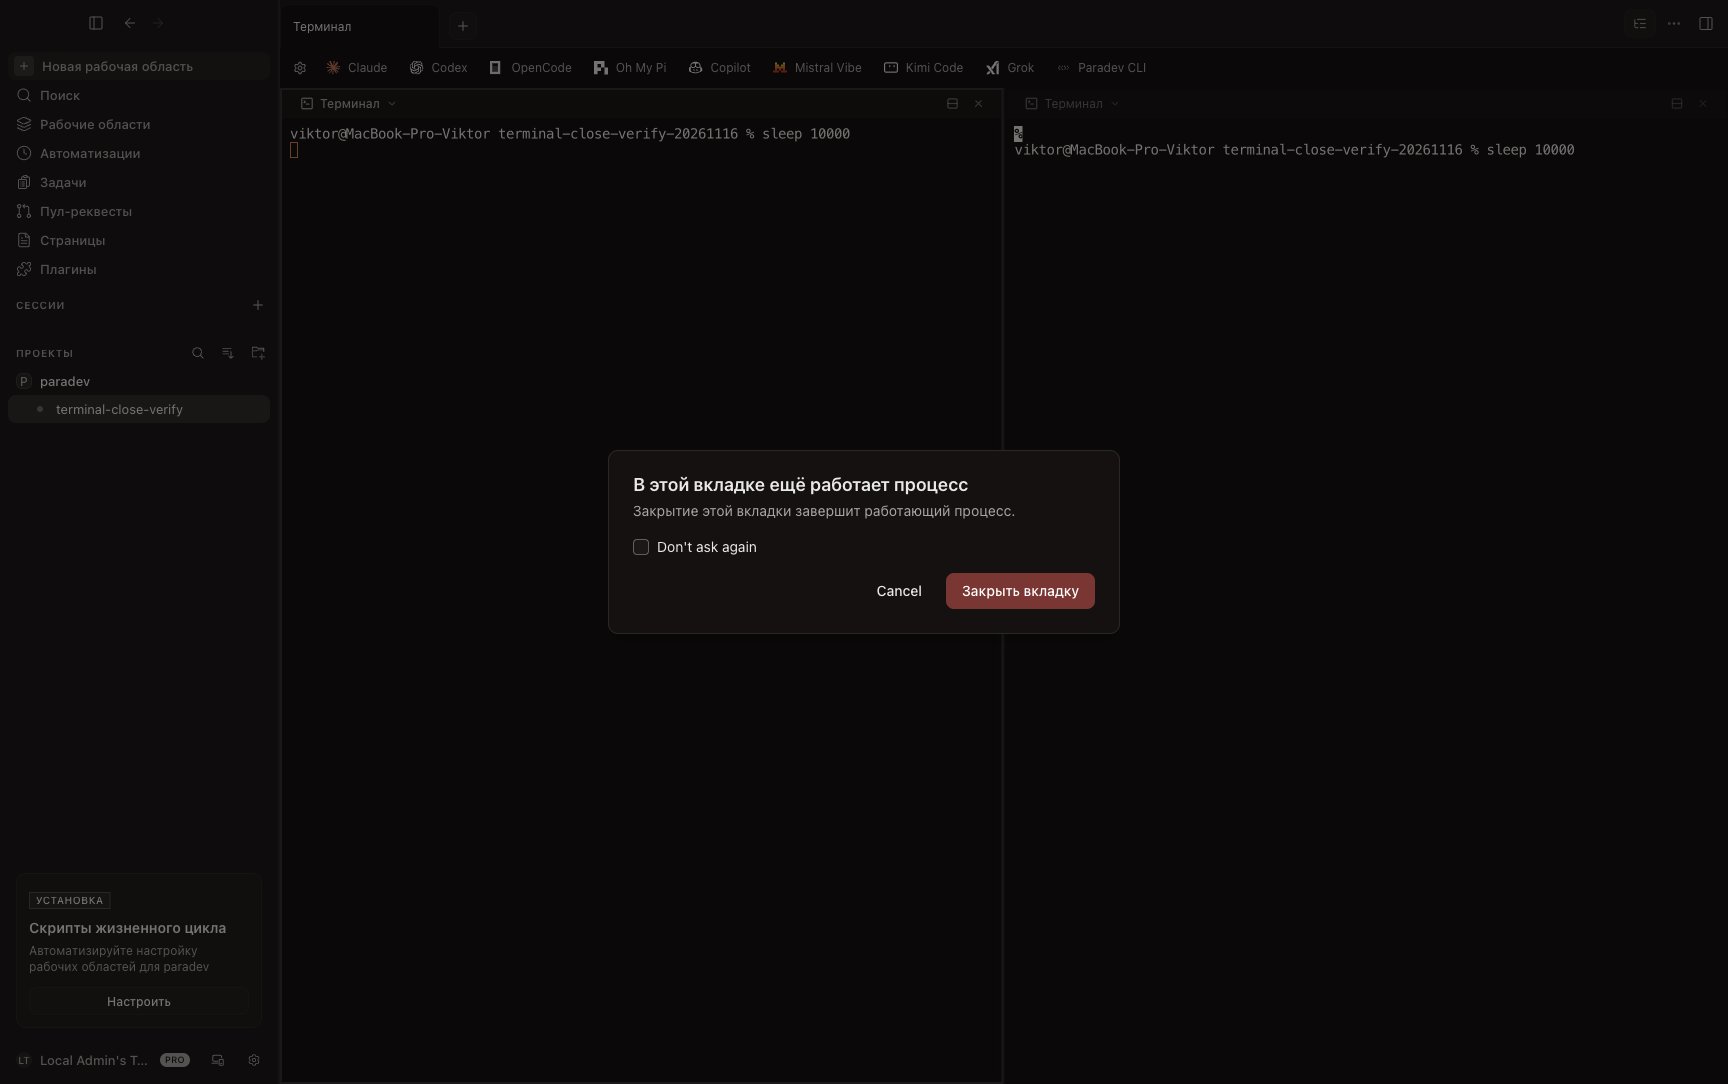 Терминал
Claude
Codex
OpenCode
Oh My Pi
Copilot
Mistral Vibe
Kimi Code
Grok
Paradev CLI
Новая рабочая область
Поиск
Рабочие области
Автоматизации
Задачи
Пул-реквесты
Страницы
Плагины
СЕССИИ
ПРОЕКТЫ
P paradev
terminal-close-verify
УСТАНОВКА
Скрипты жизненного цикла
Автоматизируйте настройку
рабочих областей для paradev
Настроить
LT Local Admin's T... PRO
Терминал
viktor@MacBook-Pro-Viktor terminal-close-verify-20261116 % sleep 10000
Терминал
%
viktor@MacBook-Pro-Viktor terminal-close-verify-20261116 % sleep 10000
В этой вкладке ещё работает процесс
Закрытие этой вкладки завершит работающий процесс.
Don't ask again
Cancel
Закрыть вкладку